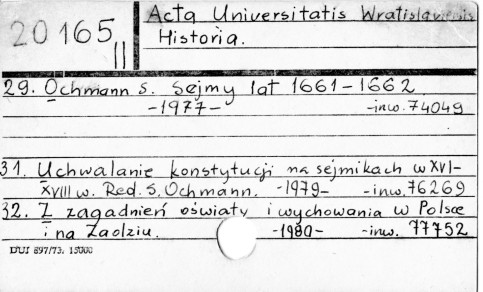 20165 II
Acta Universitatis Wratislaviensis
Historia.
29. Ochmann S. Sejmy lat 1661-1662
-1977- -inw. 74049
31. Uchwalanie konstytucji na sejmikach w XVI-
XVIII w. Red. S. Ochmann. -1979- -inw. 76269
32. Z zagadnień oświaty i wychowania w Polsce
i na Zaolziu. -1980- -inw. 77752
DUJ 897/73. 15000